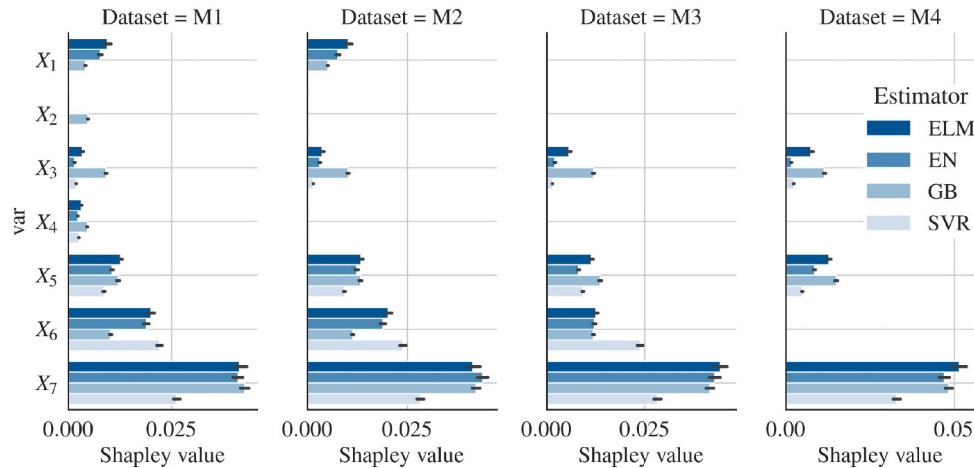 Dataset = M1
Dataset = M2
Dataset = M3
Dataset = M4
var
X1
X2
X3
X4
X5
X6
X7
Estimator
ELM
EN
GB
SVR
0.000 0.025
0.000 0.025
0.000 0.025
0.00 0.05
Shapley value
Shapley value
Shapley value
Shapley value